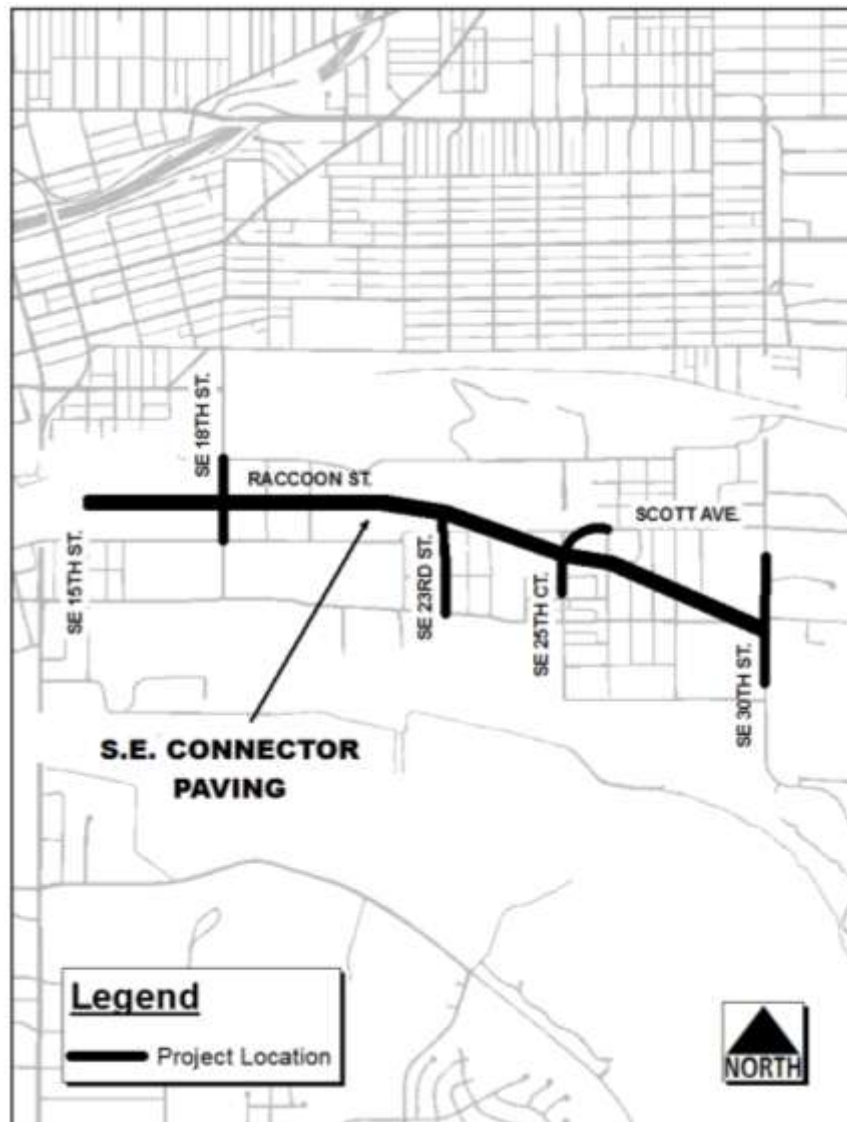 SE 18TH ST.
RACCOON ST.
SCOTT AVE.
SE 15TH ST.
SE 23RD ST.
SE 25TH CT.
SE 30TH ST.
S.E. CONNECTOR
PAVING
Legend
Project Location
NORTH